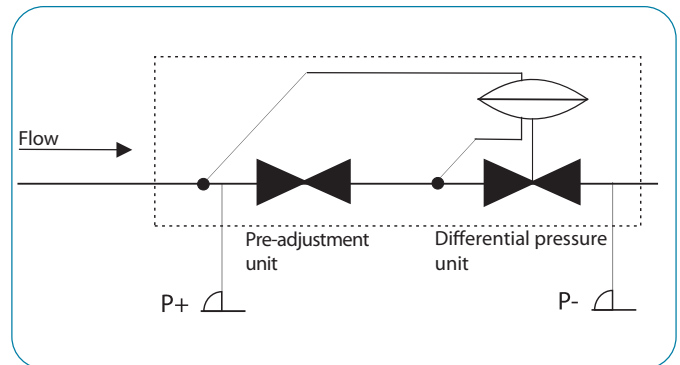 Flow
Pre-adjustment
unit
Differential pressure
unit
P+
P-